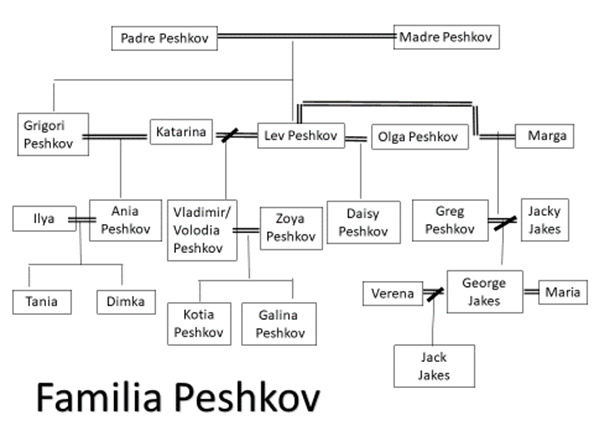 Padre Peshkov
Madre Peshkov
Grigori
Peshkov
Katarina
Lev Peshkov
Olga Peshkov
Marga
Ilya
Ania
Peshkov
Vladimir/
Volodia
Peshkov
Zoya
Peshkov
Daisy
Peshkov
Greg
Peshkov
Jacky
Jakes
Tania
Dimka
Kotia
Peshkov
Galina
Peshkov
Verena
George
Jakes
Maria
Jack
Jakes
Familia Peshkov